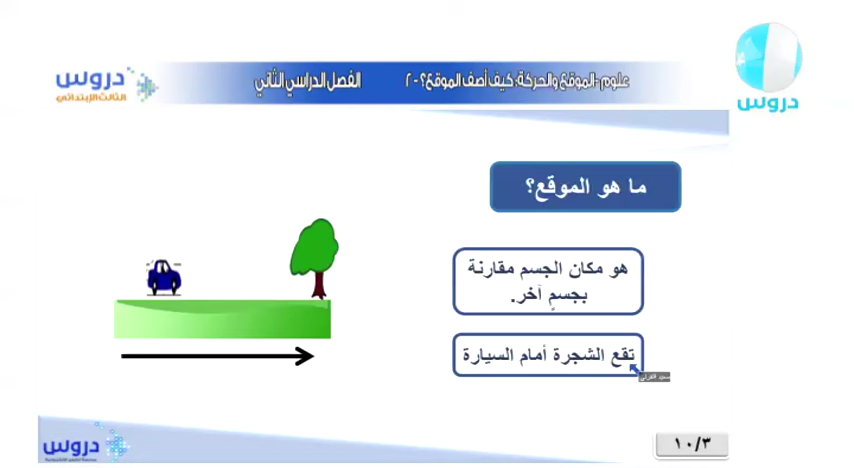 دروس
علوم -الموقع والحركة: كيف أصف الموقع؟ - ٢
الفصل الدراسي الثاني
دروس
الثالث الإبتدائي
ما هو الموقع؟
هو مكان الجسم مقارنة
بجسمٍ آخر.
تقع الشجرة أمام السيارة
دروس
١٠/٣